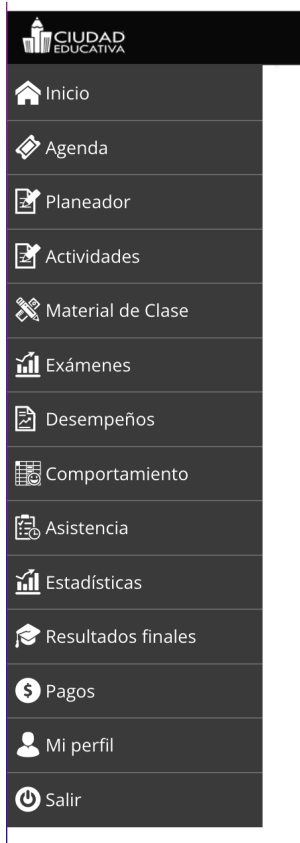 CIUDAD
EDUCATIVA
Inicio
Agenda
Planeador
Actividades
Material de Clase
Exámenes
Desempeños
Comportamiento
Asistencia
Estadísticas
Resultados finales
$ Pagos
Mi perfil
Salir